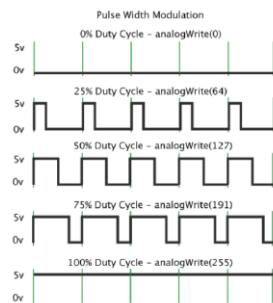 Pulse Width Modulation
0% Duty Cycle - analogWrite(0)
5v
0v
25% Duty Cycle - analogWrite(64)
5v
0v
50% Duty Cycle - analogWrite(127)
5v
0v
75% Duty Cycle - analogWrite(191)
5v
0v
100% Duty Cycle - analogWrite(255)
5v
0v